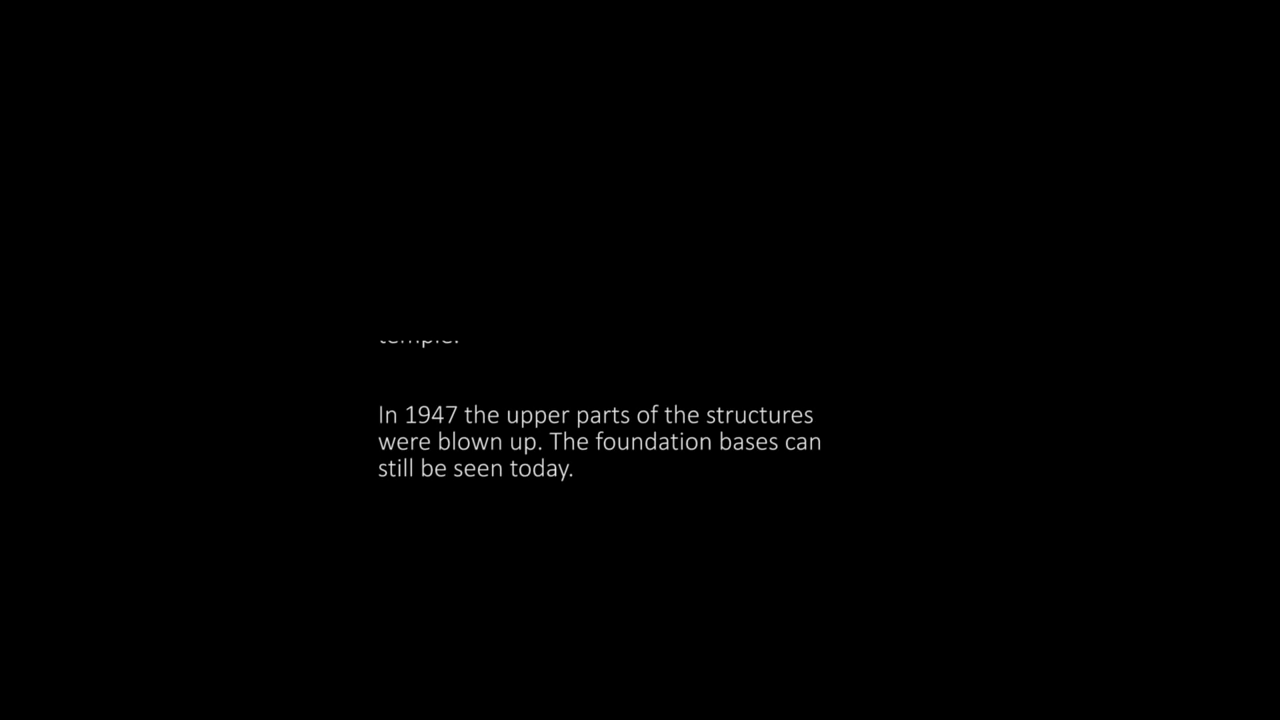 temple.
In 1947 the upper parts of the structures
were blown up. The foundation bases can
still be seen today.